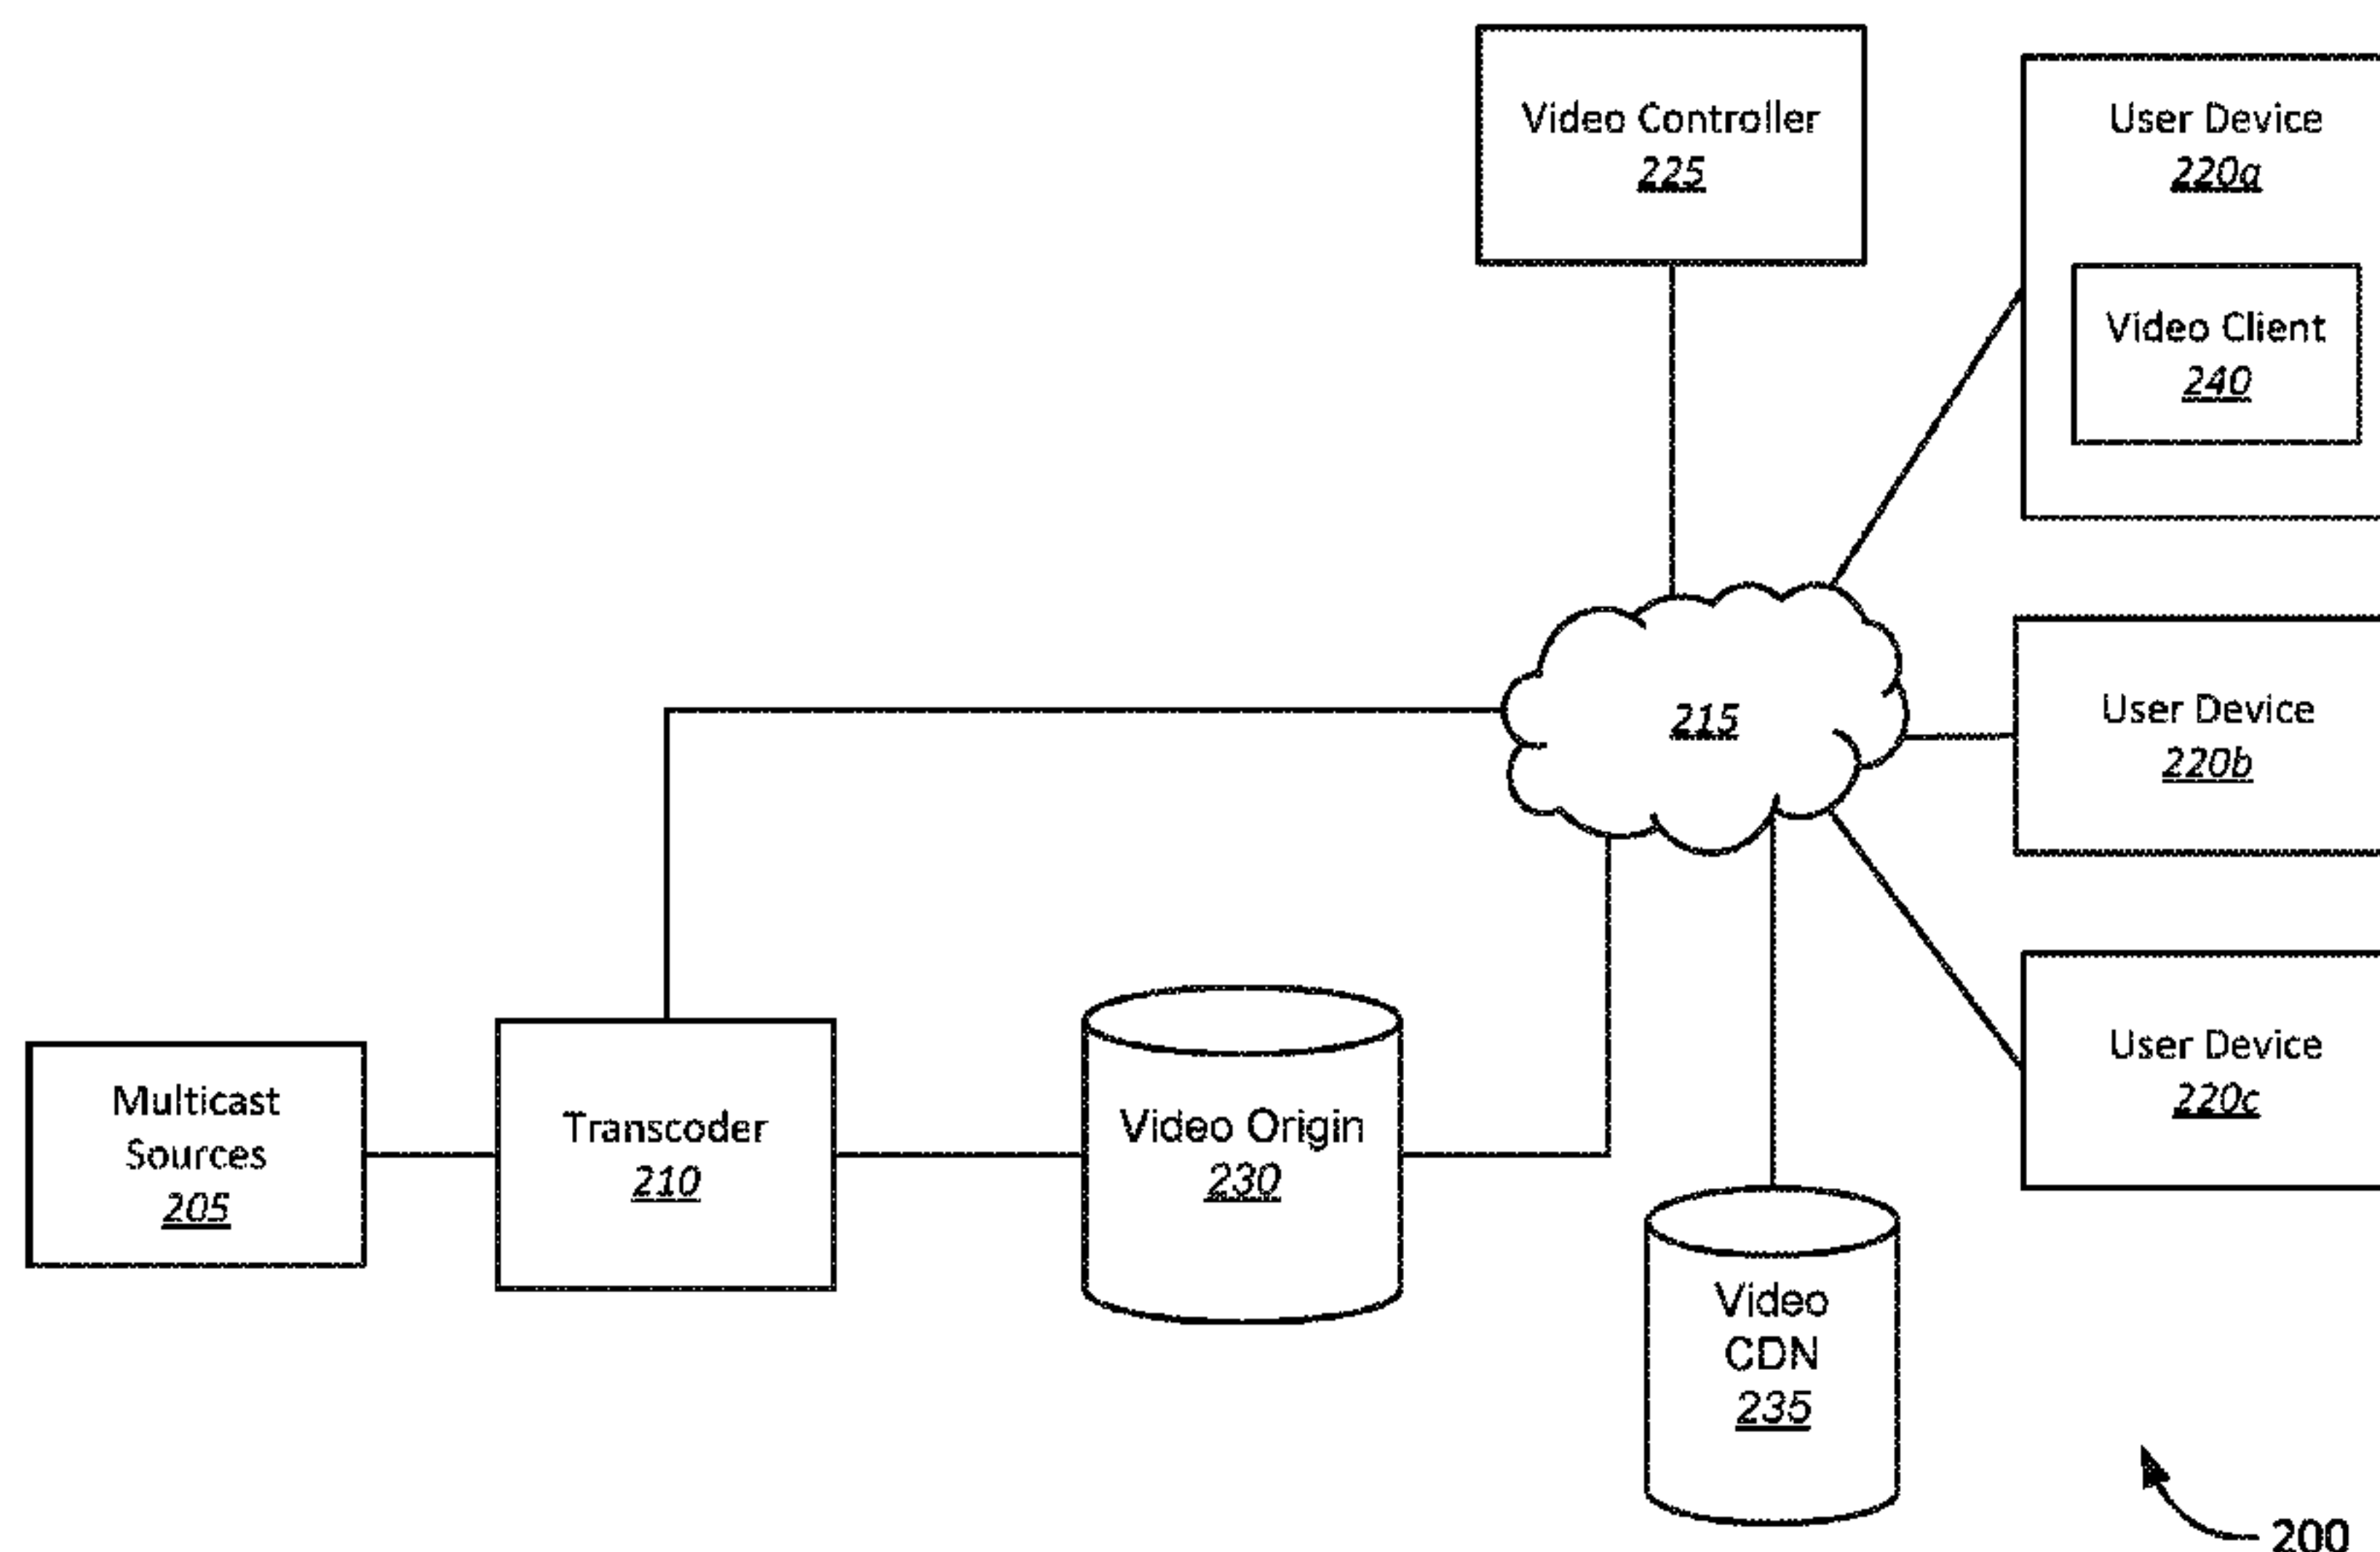 Video Controller
225
User Device
220a
Video Client
240
215
User Device
220b
User Device
220c
Multicast
Sources
205
Transcoder
210
Video Origin
230
Video
CDN
235
200